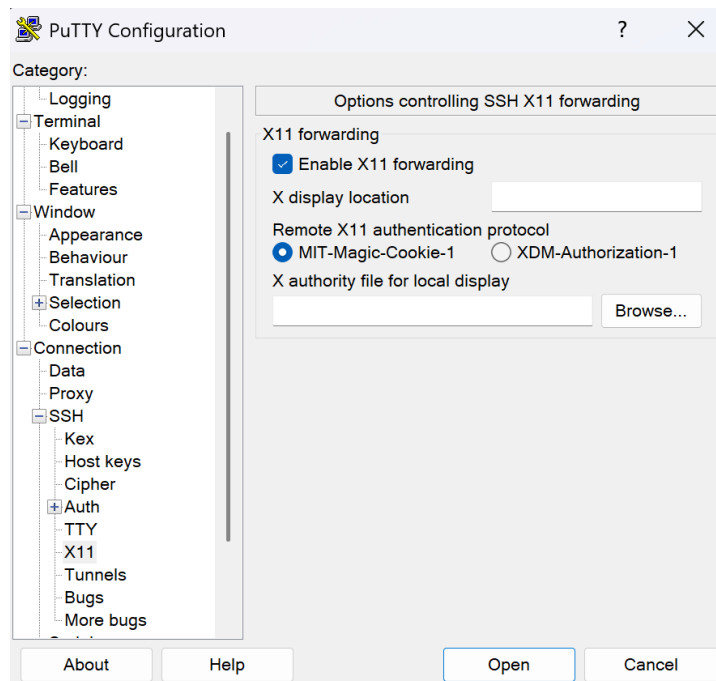 PuTTY Configuration
?
Category:
Logging
Terminal
Keyboard
Bell
Features
Window
Appearance
Behaviour
Translation
Selection
Colours
Connection
Data
Proxy
SSH
Kex
Host keys
Cipher
Auth
TTY
X11
Tunnels
Bugs
More bugs
Options controlling SSH X11 forwarding
X11 forwarding
Enable X11 forwarding
X display location
Remote X11 authentication protocol
MIT-Magic-Cookie-1 XDM-Authorization-1
X authority file for local display
Browse...
About Help Open Cancel